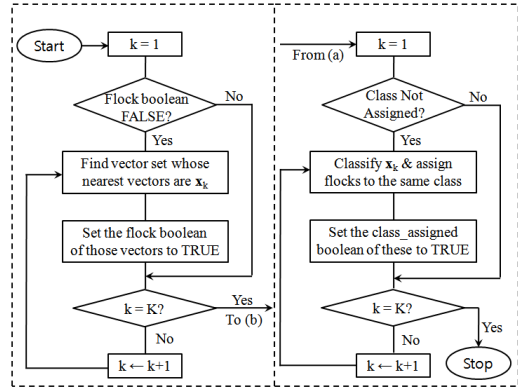 Start
k = 1
Flock boolean
FALSE?
No
Yes
Find vector set whose
nearest vectors are xk
Set the flock boolean
of those vectors to TRUE
k = K?
Yes
To (b)
No
k ← k+1
From (a)
k = 1
Class Not
Assigned?
No
Yes
Classify xk & assign
flocks to the same class
Set the class_assigned
boolean of these to TRUE
k = K?
Yes
No
k ← k+1
Stop